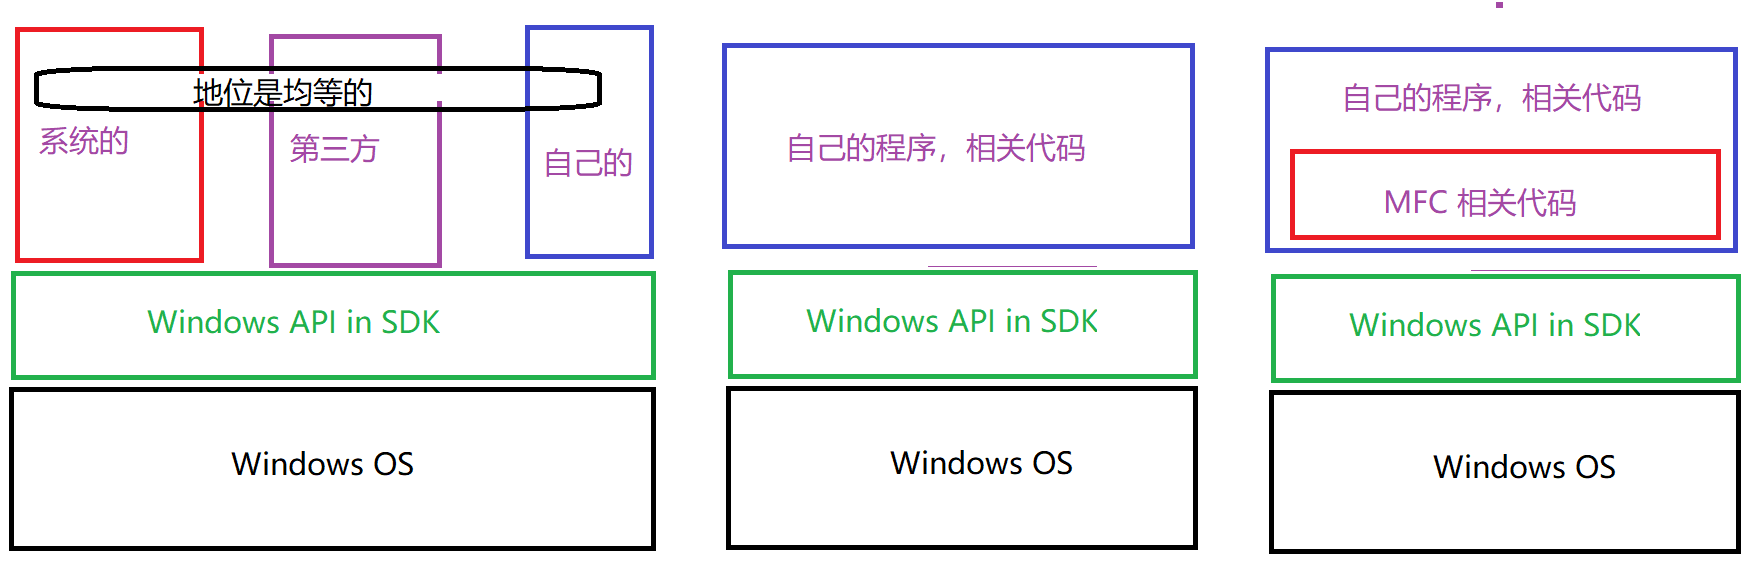 地位是均等的
系统的
第三方
自己的
Windows API in SDK
Windows OS
自己的程序，相关代码
Windows API in SDK
Windows OS
自己的程序，相关代码
MFC 相关代码
Windows API in SDK
Windows OS